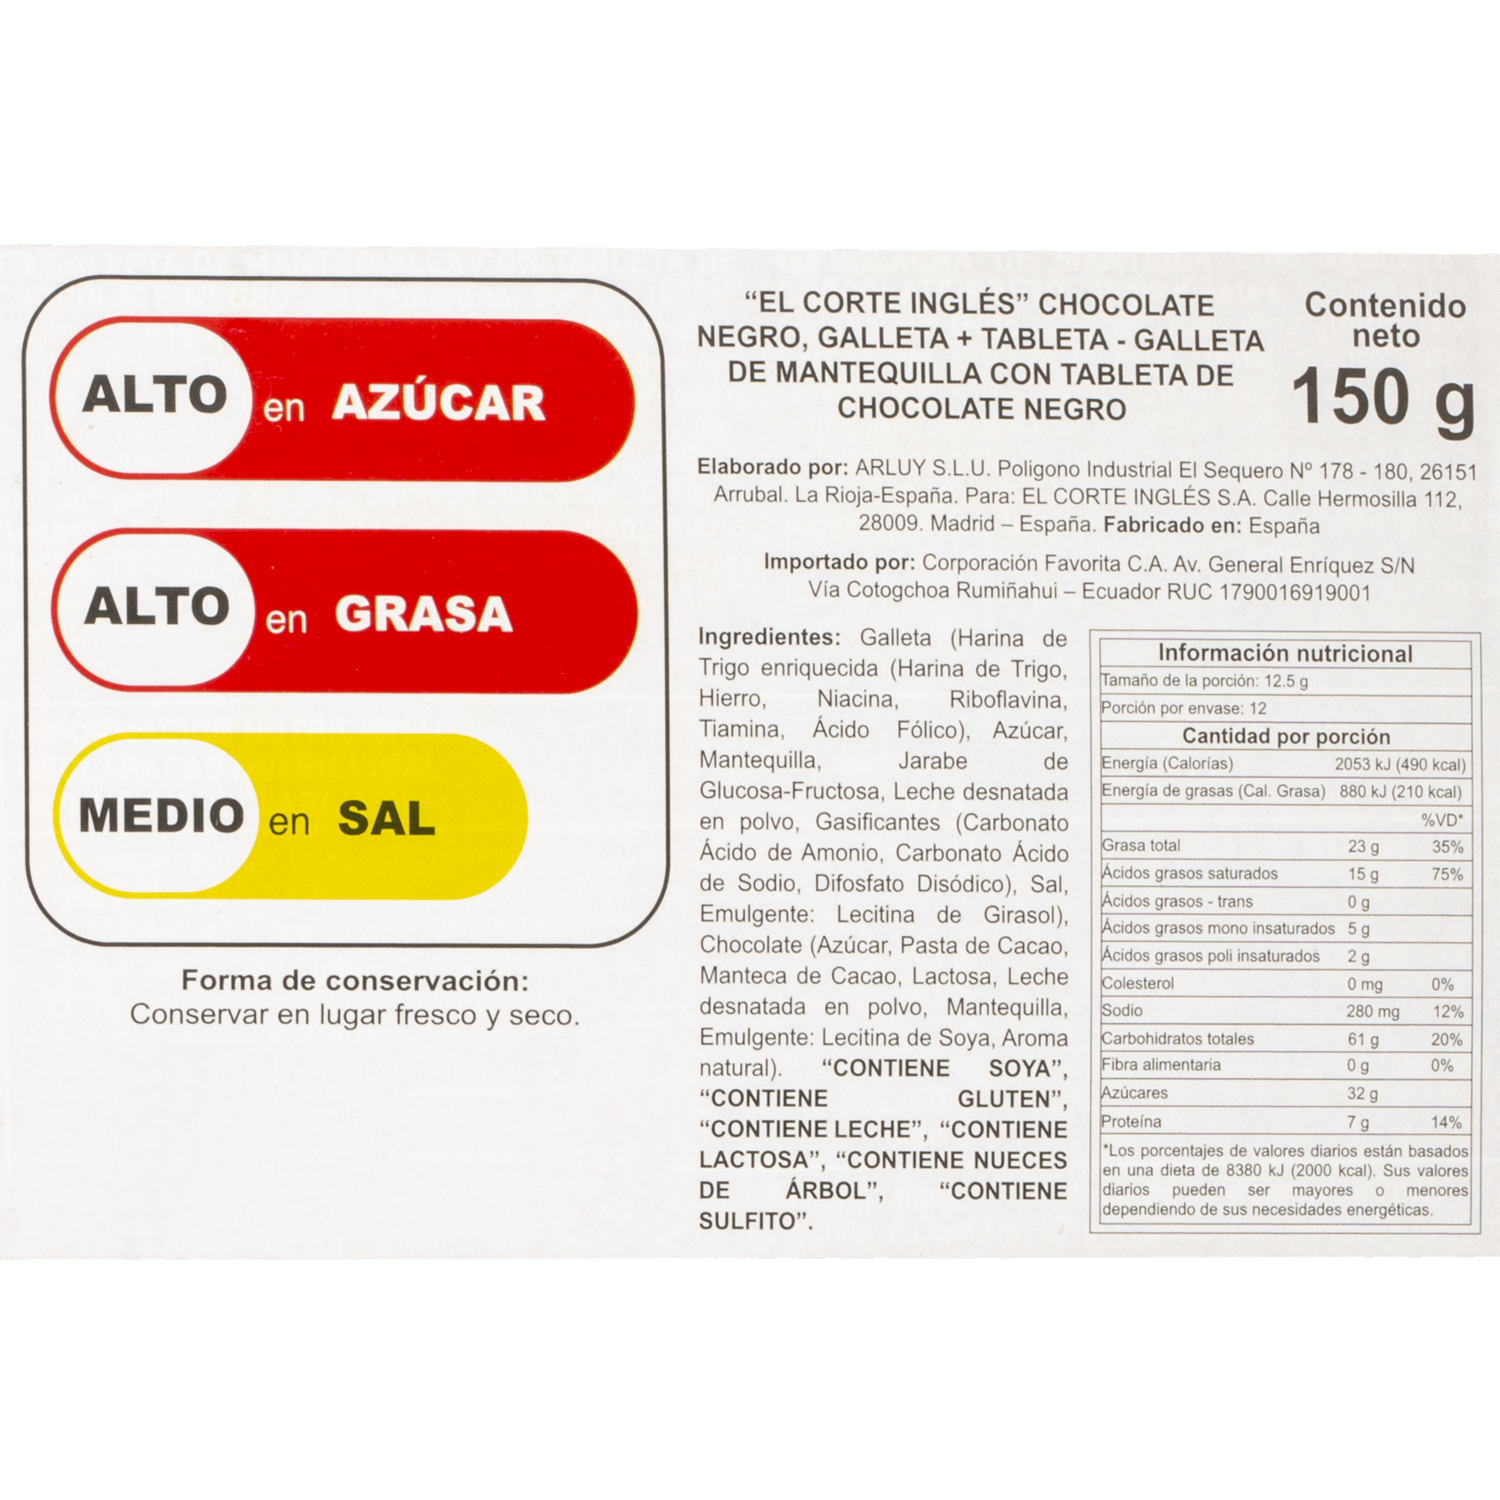 ALTO en AZÚCAR
ALTO en GRASA
MEDIO en SAL
Forma de conservación:
Conservar en lugar fresco y seco.
“EL CORTE INGLÉS” CHOCOLATE
NEGRO, GALLETA + TABLETA - GALLETA
DE MANTEQUILLA CON TABLETA DE
CHOCOLATE NEGRO
Contenido
neto
150 g
Elaborado por: ARLUY S.L.U. Poligono Industrial El Sequero Nº 178 - 180, 26151
Arrubal. La Rioja-España. Para: EL CORTE INGLÉS S.A. Calle Hermosilla 112,
28009. Madrid – España. Fabricado en: España
Importado por: Corporación Favorita C.A. Av. General Enríquez S/N
Vía Cotogchoa Rumiñahui – Ecuador RUC 1790016919001
Ingredientes: Galleta (Harina de
Trigo enriquecida (Harina de Trigo,
Hierro, Niacina, Riboflavina,
Tiamina, Ácido Fólico), Azúcar,
Mantequilla, Jarabe de
Glucosa-Fructosa, Leche desnatada
en polvo, Gasificantes (Carbonato
Ácido de Amonio, Carbonato Ácido
de Sodio, Difosfato Disódico), Sal,
Emulgente: Lecitina de Girasol),
Chocolate (Azúcar, Pasta de Cacao,
Manteca de Cacao, Lactosa, Leche
desnatada en polvo, Mantequilla,
Emulgente: Lecitina de Soya, Aroma
natural). “CONTIENE SOYA”,
“CONTIENE GLUTEN”,
“CONTIENE LECHE”, “CONTIENE
LACTOSA”, “CONTIENE NUECES
DE ÁRBOL”, “CONTIENE
SULFITO”.
Información nutricional
Tamaño de la porción: 12.5 g
Porción por envase: 12
Cantidad por porción
Energía (Calorías) 2053 kJ (490 kcal)
Energía de grasas (Cal. Grasa) 880 kJ (210 kcal)
%VD*
Grasa total 23 g 35%
Ácidos grasos saturados 15 g 75%
Ácidos grasos - trans 0 g
Ácidos grasos mono insaturados 5 g
Ácidos grasos poli insaturados 2 g
Colesterol 0 mg 0%
Sodio 280 mg 12%
Carbohidratos totales 61 g 20%
Fibra alimentaria 0 g 0%
Azúcares 32 g
Proteína 7 g 14%
*Los porcentajes de valores diarios están basados
en una dieta de 8380 kJ (2000 kcal). Sus valores
diarios pueden ser mayores o menores
dependiendo de sus necesidades energéticas.